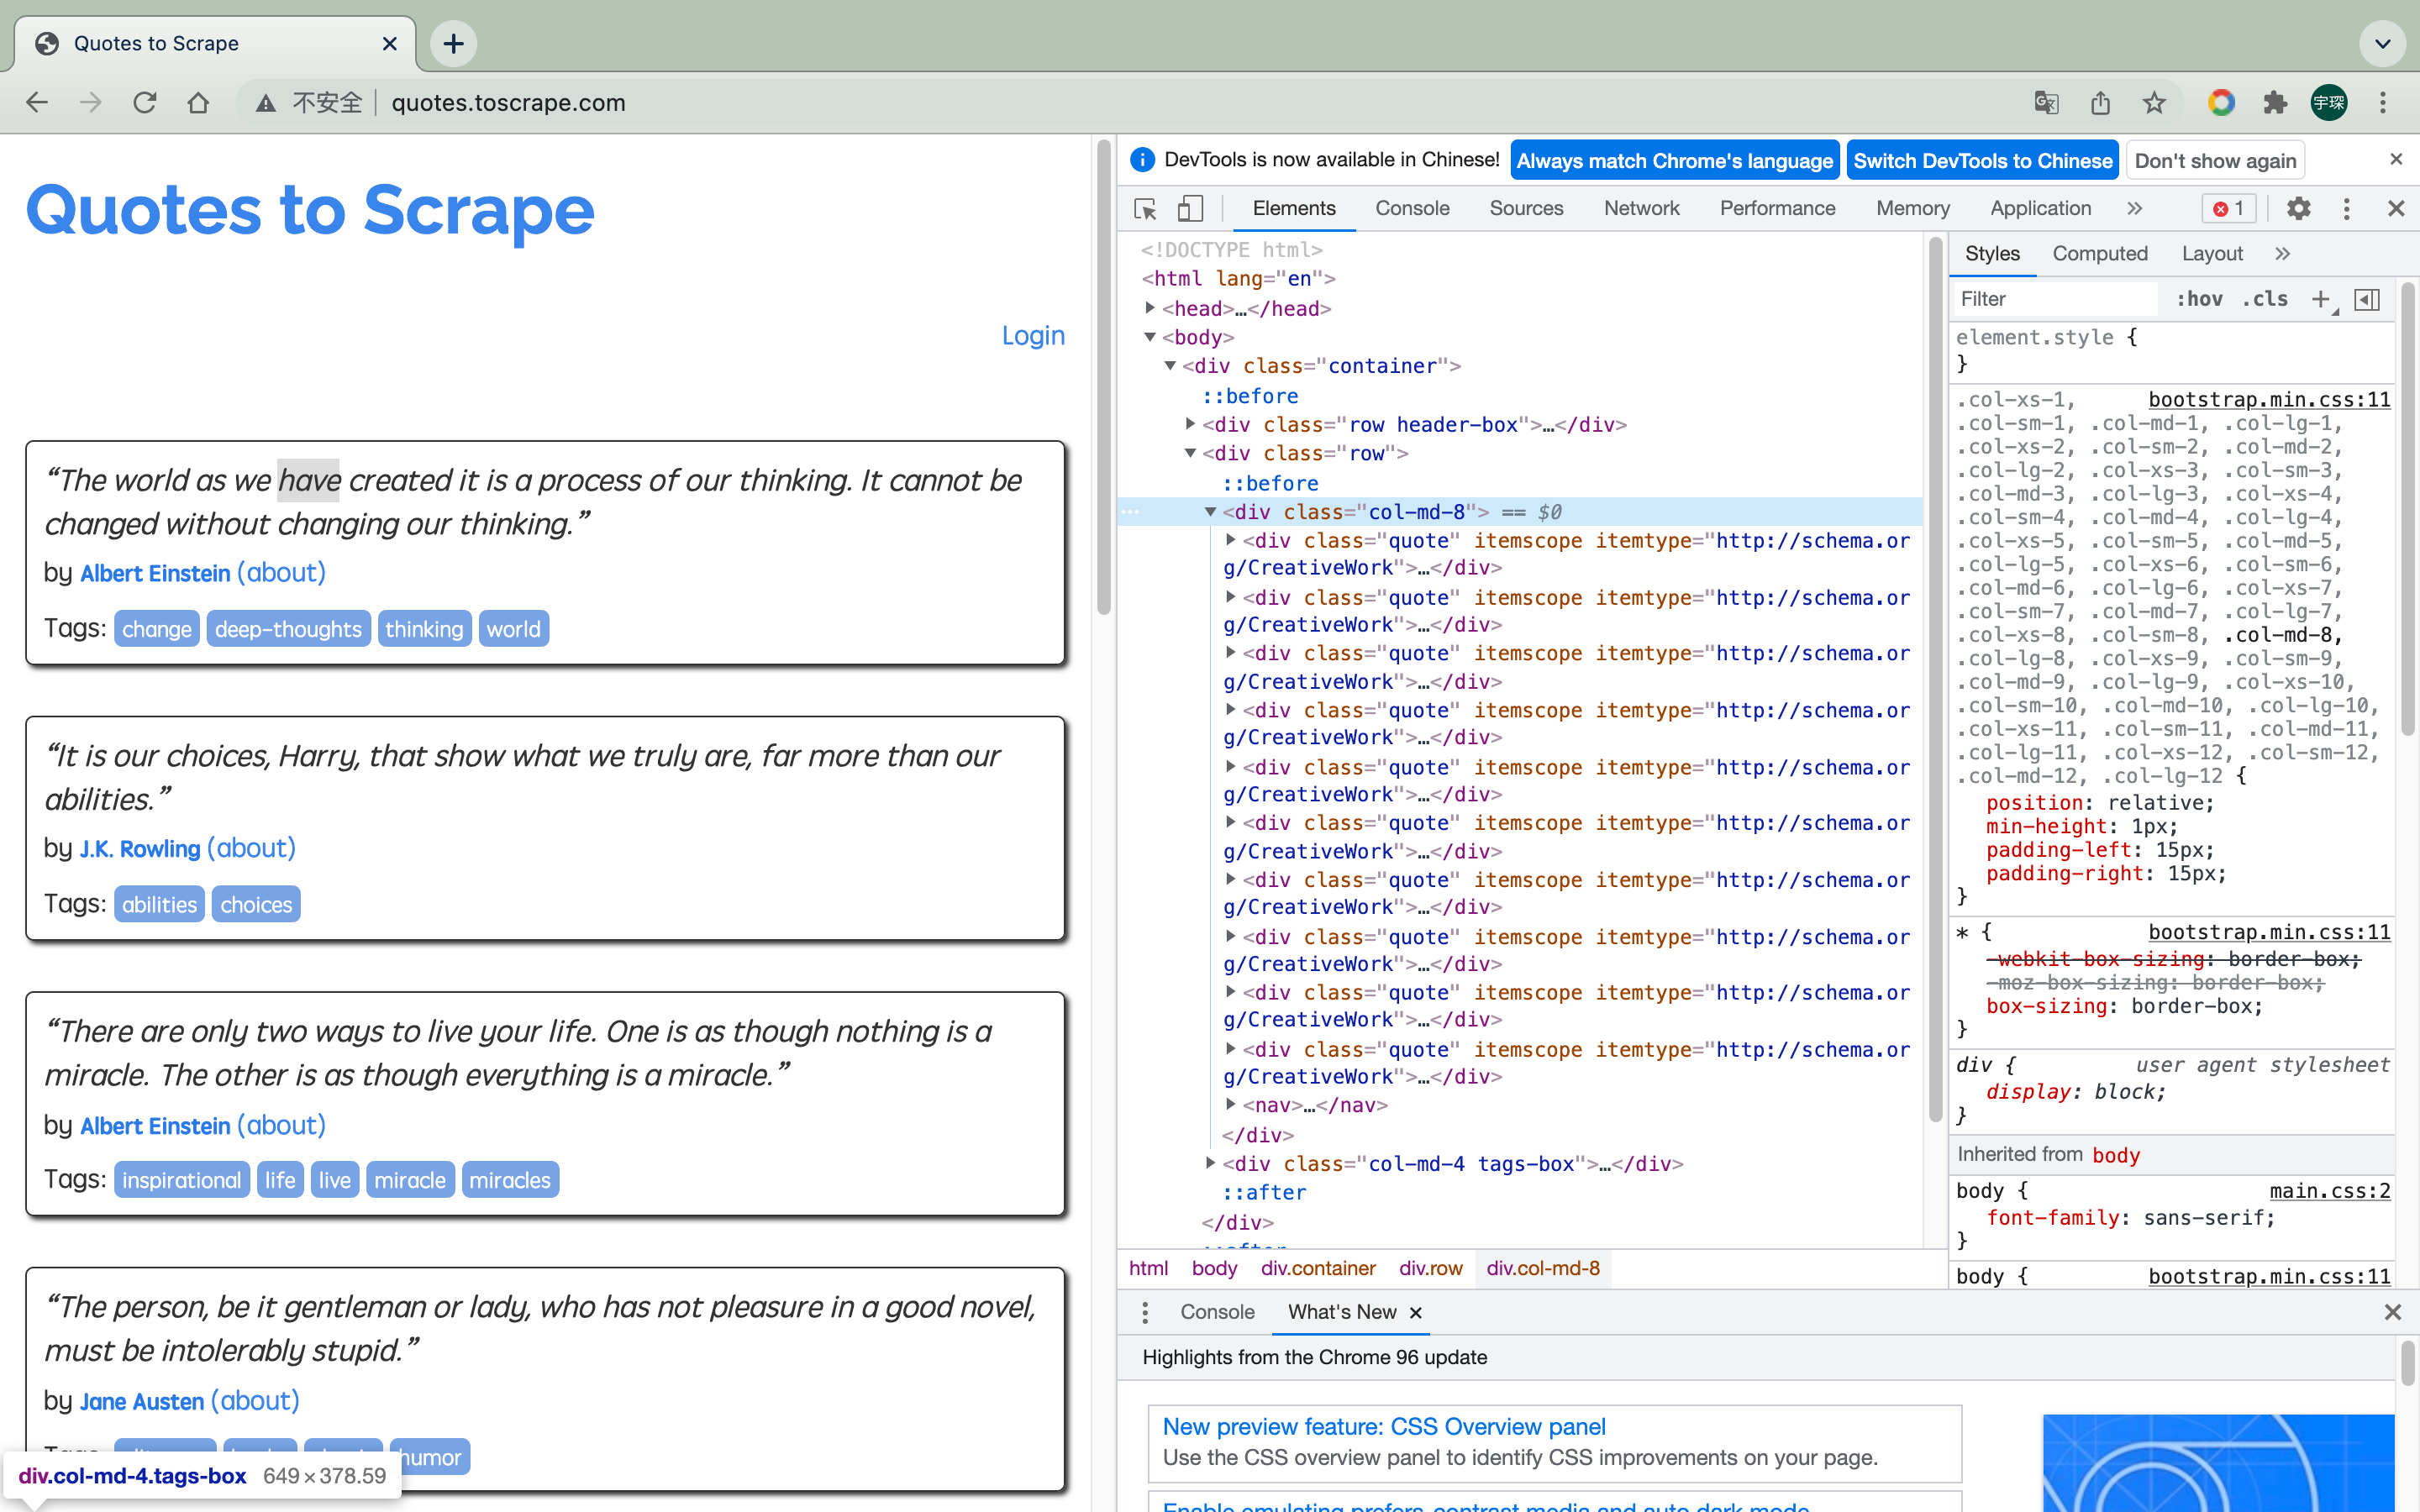 Quotes to Scrape
不安全 quotes.toscrape.com 宇琛
Quotes to Scrape
Login
“The world as we have created it is a process of our thinking. It cannot be
changed without changing our thinking.”
by Albert Einstein (about)
Tags: change deep-thoughts thinking world
“It is our choices, Harry, that show what we truly are, far more than our
abilities.”
by J.K. Rowling (about)
Tags: abilities choices
“There are only two ways to live your life. One is as though nothing is a
miracle. The other is as though everything is a miracle.”
by Albert Einstein (about)
Tags: inspirational life live miracle miracles
“The person, be it gentleman or lady, who has not pleasure in a good novel,
must be intolerably stupid.”
by Jane Austen (about)
humor
div.col-md-4.tags-box 649 × 378.59
DevTools is now available in Chinese! Always match Chrome's language Switch DevTools to Chinese Don't show again
Elements Console Sources Network Performance Memory Application 1
<!DOCTYPE html>
<html lang="en">
<head>…</head>
<body>
<div class="container">
::before
<div class="row header-box">…</div>
<div class="row">
::before
<div class="col-md-8"> == $0
<div class="quote" itemscope itemtype="http://schema.or
g/CreativeWork">…</div>
<div class="quote" itemscope itemtype="http://schema.or
g/CreativeWork">…</div>
<div class="quote" itemscope itemtype="http://schema.or
g/CreativeWork">…</div>
<div class="quote" itemscope itemtype="http://schema.or
g/CreativeWork">…</div>
<div class="quote" itemscope itemtype="http://schema.or
g/CreativeWork">…</div>
<div class="quote" itemscope itemtype="http://schema.or
g/CreativeWork">…</div>
<div class="quote" itemscope itemtype="http://schema.or
g/CreativeWork">…</div>
<div class="quote" itemscope itemtype="http://schema.or
g/CreativeWork">…</div>
<div class="quote" itemscope itemtype="http://schema.or
g/CreativeWork">…</div>
<div class="quote" itemscope itemtype="http://schema.or
g/CreativeWork">…</div>
<nav>…</nav>
</div>
<div class="col-md-4 tags-box">…</div>
::after
</div>
::after
html body div.container div.row div.col-md-8
Styles Computed Layout
Filter :hov .cls
element.style {
}
.col-xs-1, bootstrap.min.css:11
.col-sm-1, .col-md-1, .col-lg-1,
.col-xs-2, .col-sm-2, .col-md-2,
.col-lg-2, .col-xs-3, .col-sm-3,
.col-md-3, .col-lg-3, .col-xs-4,
.col-sm-4, .col-md-4, .col-lg-4,
.col-xs-5, .col-sm-5, .col-md-5,
.col-lg-5, .col-xs-6, .col-sm-6,
.col-md-6, .col-lg-6, .col-xs-7,
.col-sm-7, .col-md-7, .col-lg-7,
.col-xs-8, .col-sm-8, .col-md-8,
.col-lg-8, .col-xs-9, .col-sm-9,
.col-md-9, .col-lg-9, .col-xs-10,
.col-sm-10, .col-md-10, .col-lg-10,
.col-xs-11, .col-sm-11, .col-md-11,
.col-lg-11, .col-xs-12, .col-sm-12,
.col-md-12, .col-lg-12 {
position: relative;
min-height: 1px;
padding-left: 15px;
padding-right: 15px;
}
* { bootstrap.min.css:11
-webkit-box-sizing: border-box;
-moz-box-sizing: border-box;
box-sizing: border-box;
}
div { user agent stylesheet
display: block;
}
Inherited from body
body { main.css:2
font-family: sans-serif;
}
body { bootstrap.min.css:11
Console What's New
Highlights from the Chrome 96 update
New preview feature: CSS Overview panel
Use the CSS overview panel to identify CSS improvements on your page.
Enable emulating prefers-contrast media and auto dark mode